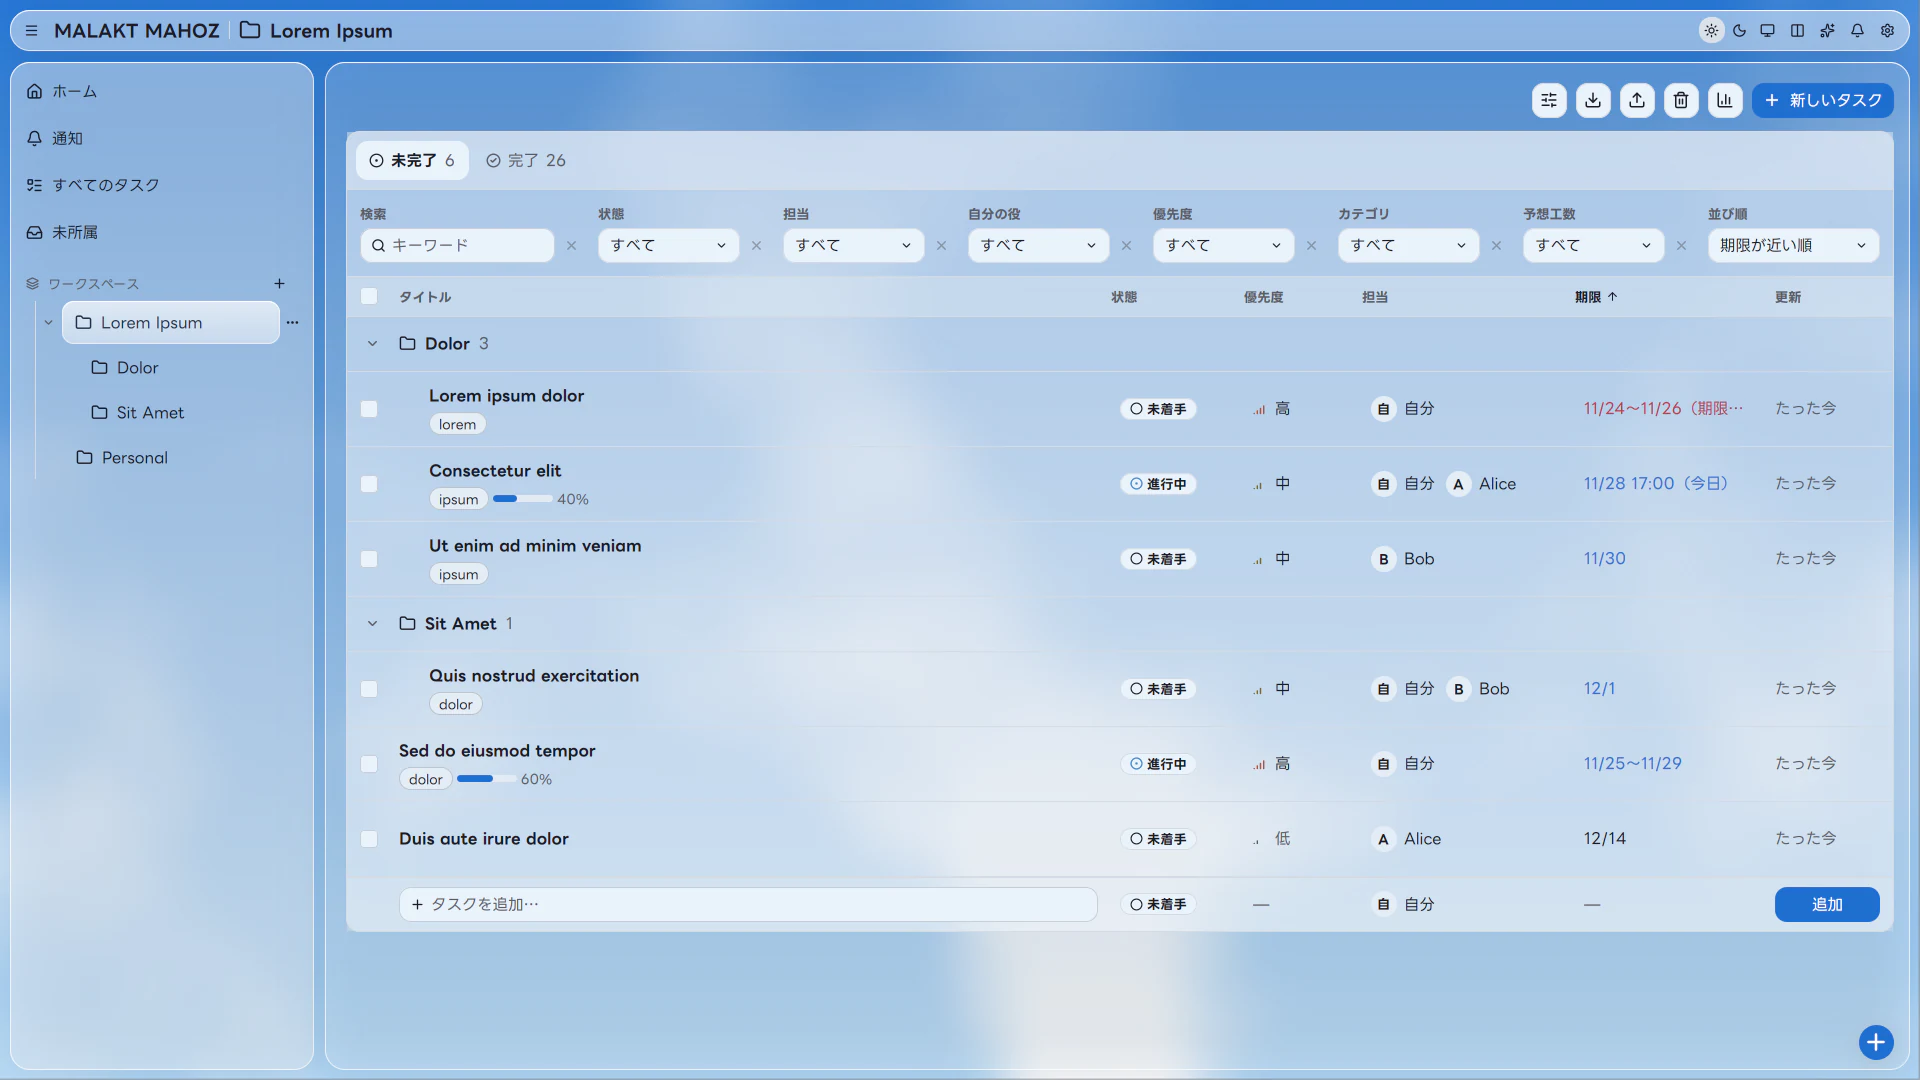 MALAKT MAHOZ
Lorem Ipsum
ホーム
通知
すべてのタスク
未所属
ワークスペース
Lorem Ipsum
Dolor
Sit Amet
Personal
新しいタスク
未完了 6
完了 26
検索
状態
担当
自分の役
優先度
カテゴリ
予想工数
並び順
キーワード
すべて
すべて
すべて
すべて
すべて
すべて
期限が近い順
タイトル
状態
優先度
担当
期限 ↑
更新
Dolor 3
Lorem ipsum dolor
lorem
未着手
高
自 自分
11/24～11/26（期限…
たった今
Consectetur elit
ipsum 40%
進行中
中
自 自分 A Alice
11/28 17:00（今日）
たった今
Ut enim ad minim veniam
ipsum
未着手
中
B Bob
11/30
たった今
Sit Amet 1
Quis nostrud exercitation
dolor
未着手
中
自 自分 B Bob
12/1
たった今
Sed do eiusmod tempor
dolor 60%
進行中
高
自 自分
11/25～11/29
たった今
Duis aute irure dolor
未着手
低
A Alice
12/14
たった今
タスクを追加…
未着手
—
自 自分
—
追加